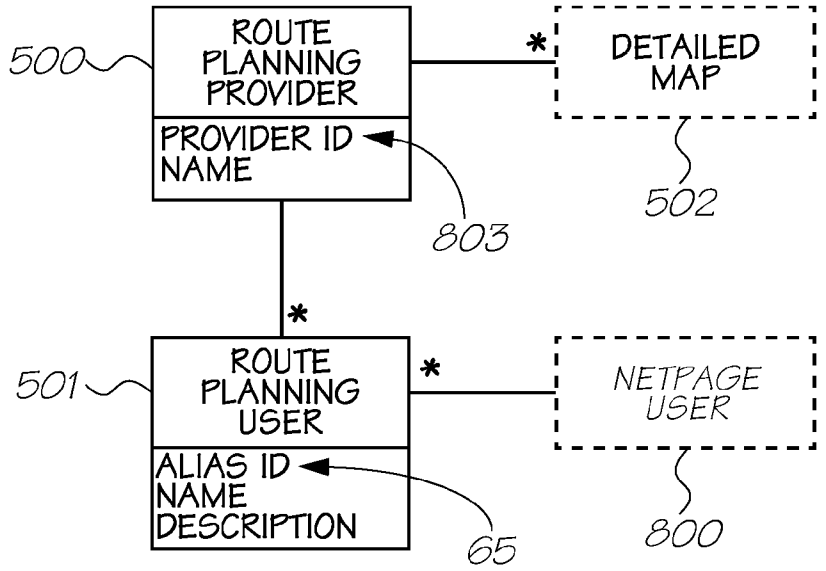 500
ROUTE
PLANNING
PROVIDER
PROVIDER ID
NAME
803
*
DETAILED
MAP
502
*
501
ROUTE
PLANNING
USER
ALIAS ID
NAME
DESCRIPTION
65
*
NETPAGE
USER
800